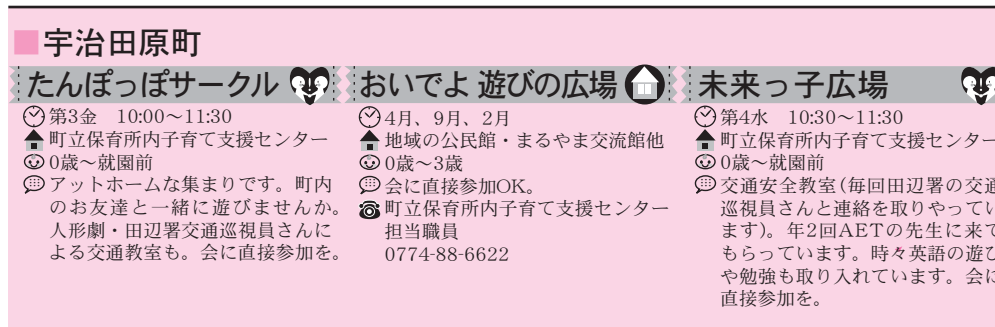 宇治田原町
たんぽっぽサークル
第3金 10:00～11:30
町立保育所内子育て支援センター
0歳～就園前
アットホームな集まりです。町内
のお友達と一緒に遊びませんか。
人形劇・田辺署交通巡視員さんに
よる交通教室も。会に直接参加を。
おいでよ 遊びの広場
4月、9月、2月
地域の公民館・まるやま交流館他
0歳～3歳
会に直接参加OK。
町立保育所内子育て支援センター
担当職員
0774-88-6622
未来っ子広場
第4水 10:30～11:30
町立保育所内子育て支援センター
0歳～就園前
交通安全教室(毎回田辺署の交通
巡視員さんと連絡を取りやってい
ます)。年2回AETの先生に来て
もらっています。時々英語の遊び
や勉強も取り入れています。会に
直接参加を。